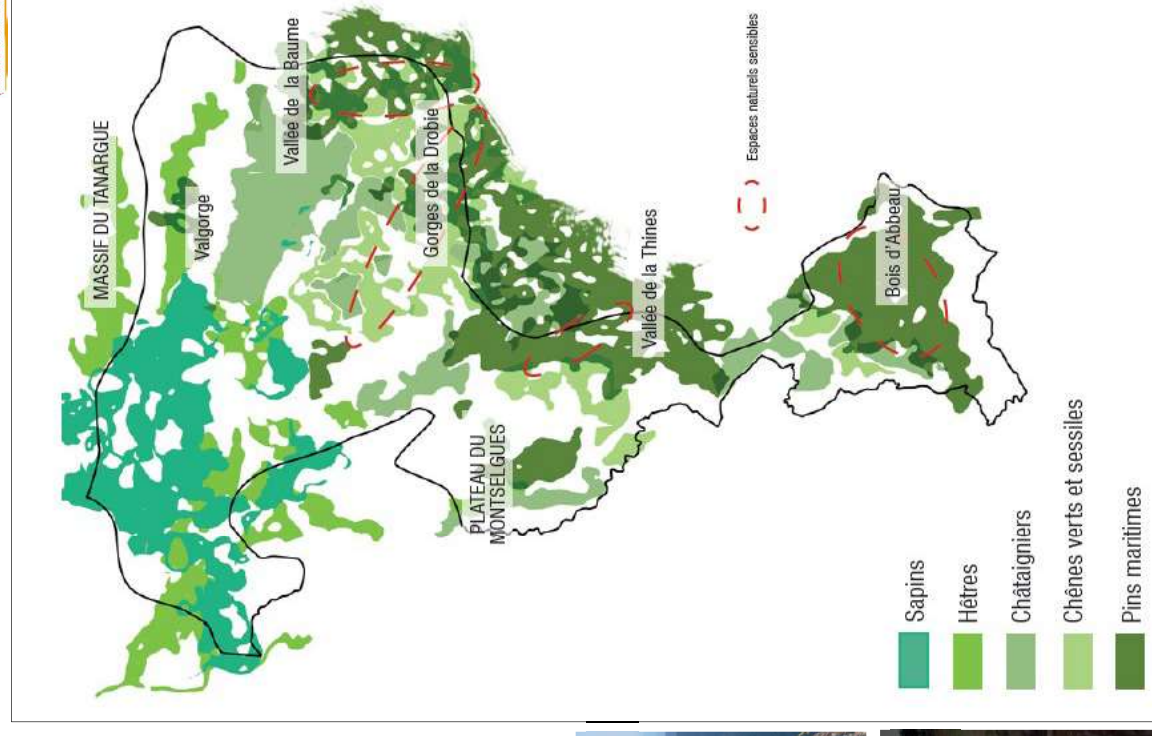 MASSIF DU TANARGUE
Valgorge
Vallée de la Baume
Gorges de la Drobie
PLATEAU DU
MONTSELGUES
Vallée de la Thines
Espaces naturels sensibles
Bois d'Abbeau
Sapins
Hêtres
Châtaigniers
Chênes verts et sessiles
Pins maritimes